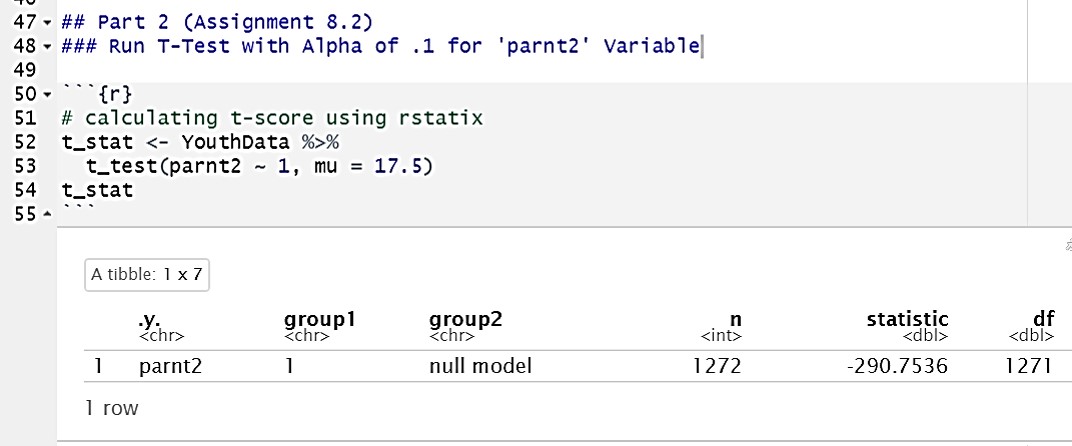 47 ## Part 2 (Assignment 8.2)
48 ### Run T-Test with Alpha of .1 for 'parnt2' Variable
49
50 ```{r}
51 # calculating t-score using rstatix
52 t_stat <- YouthData %>%
53 t_test(parnt2 ~ 1, mu = 17.5)
54 t_stat
55 ```
A tibble: 1 x 7
.y. group1 group2 n statistic df
<chr> <chr> <chr> <int> <dbl> <dbl>
1 parnt2 1 null model 1272 -290.7536 1271
1 row